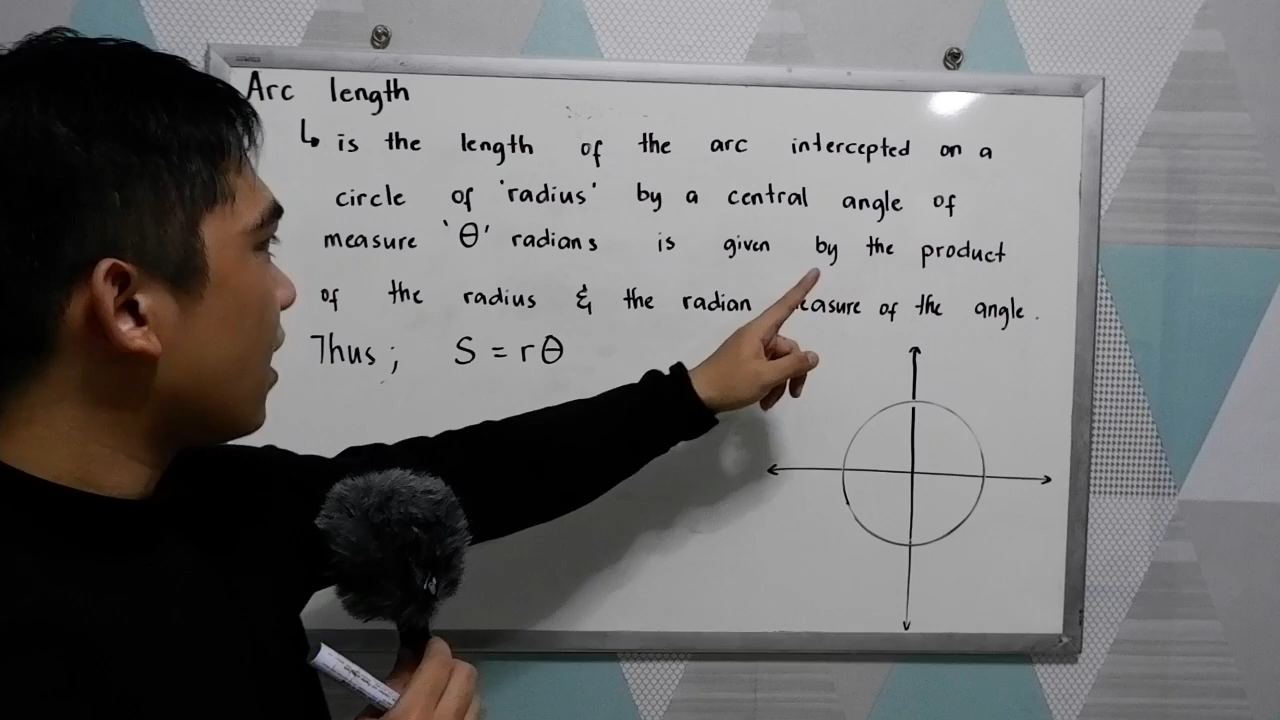 Arc length
↳ is the length of the arc intercepted on a
circle of 'radius' by a central angle of
measure 'θ' radians is given by the product
of the radius & the radian measure of the angle.
Thus; S = rθ